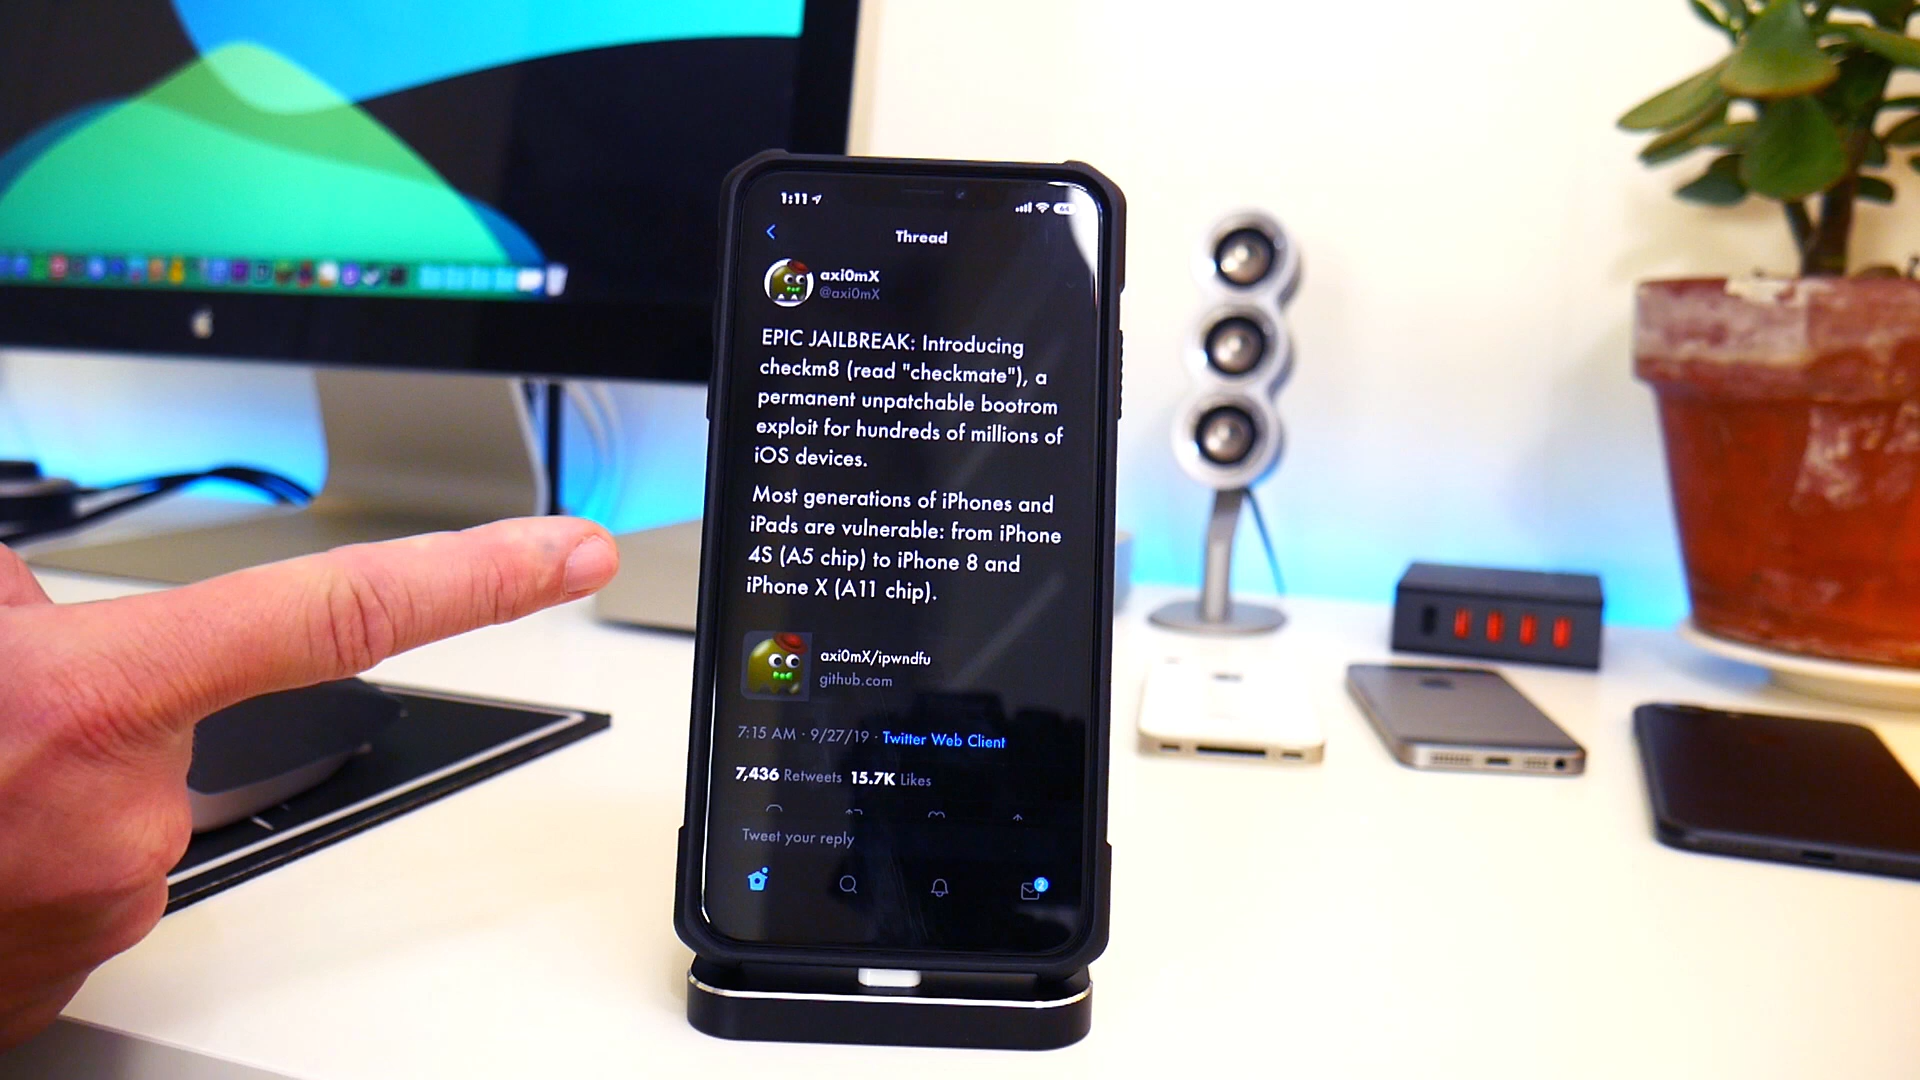 1:11
64
Thread
axi0mX
@axi0mX
EPIC JAILBREAK: Introducing
checkm8 (read "checkmate"), a
permanent unpatchable bootrom
exploit for hundreds of millions of
iOS devices.
Most generations of iPhones and
iPads are vulnerable: from iPhone
4S (A5 chip) to iPhone 8 and
iPhone X (A11 chip).
axi0mX/ipwndfu
github.com
7:15 AM · 9/27/19 · Twitter Web Client
7,436 Retweets 15.7K Likes
Tweet your reply
2